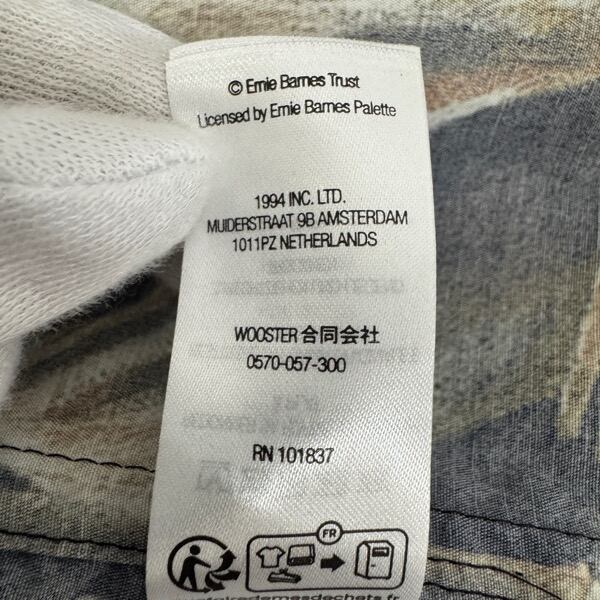 © Ernie Barnes Trust
Licensed by Ernie Barnes Palette
1994 INC. LTD.
MUIDERSTRAAT 9B AMSTERDAM
1011PZ NETHERLANDS
WOOSTER 合同会社
0570-057-300
RN 101837
FR